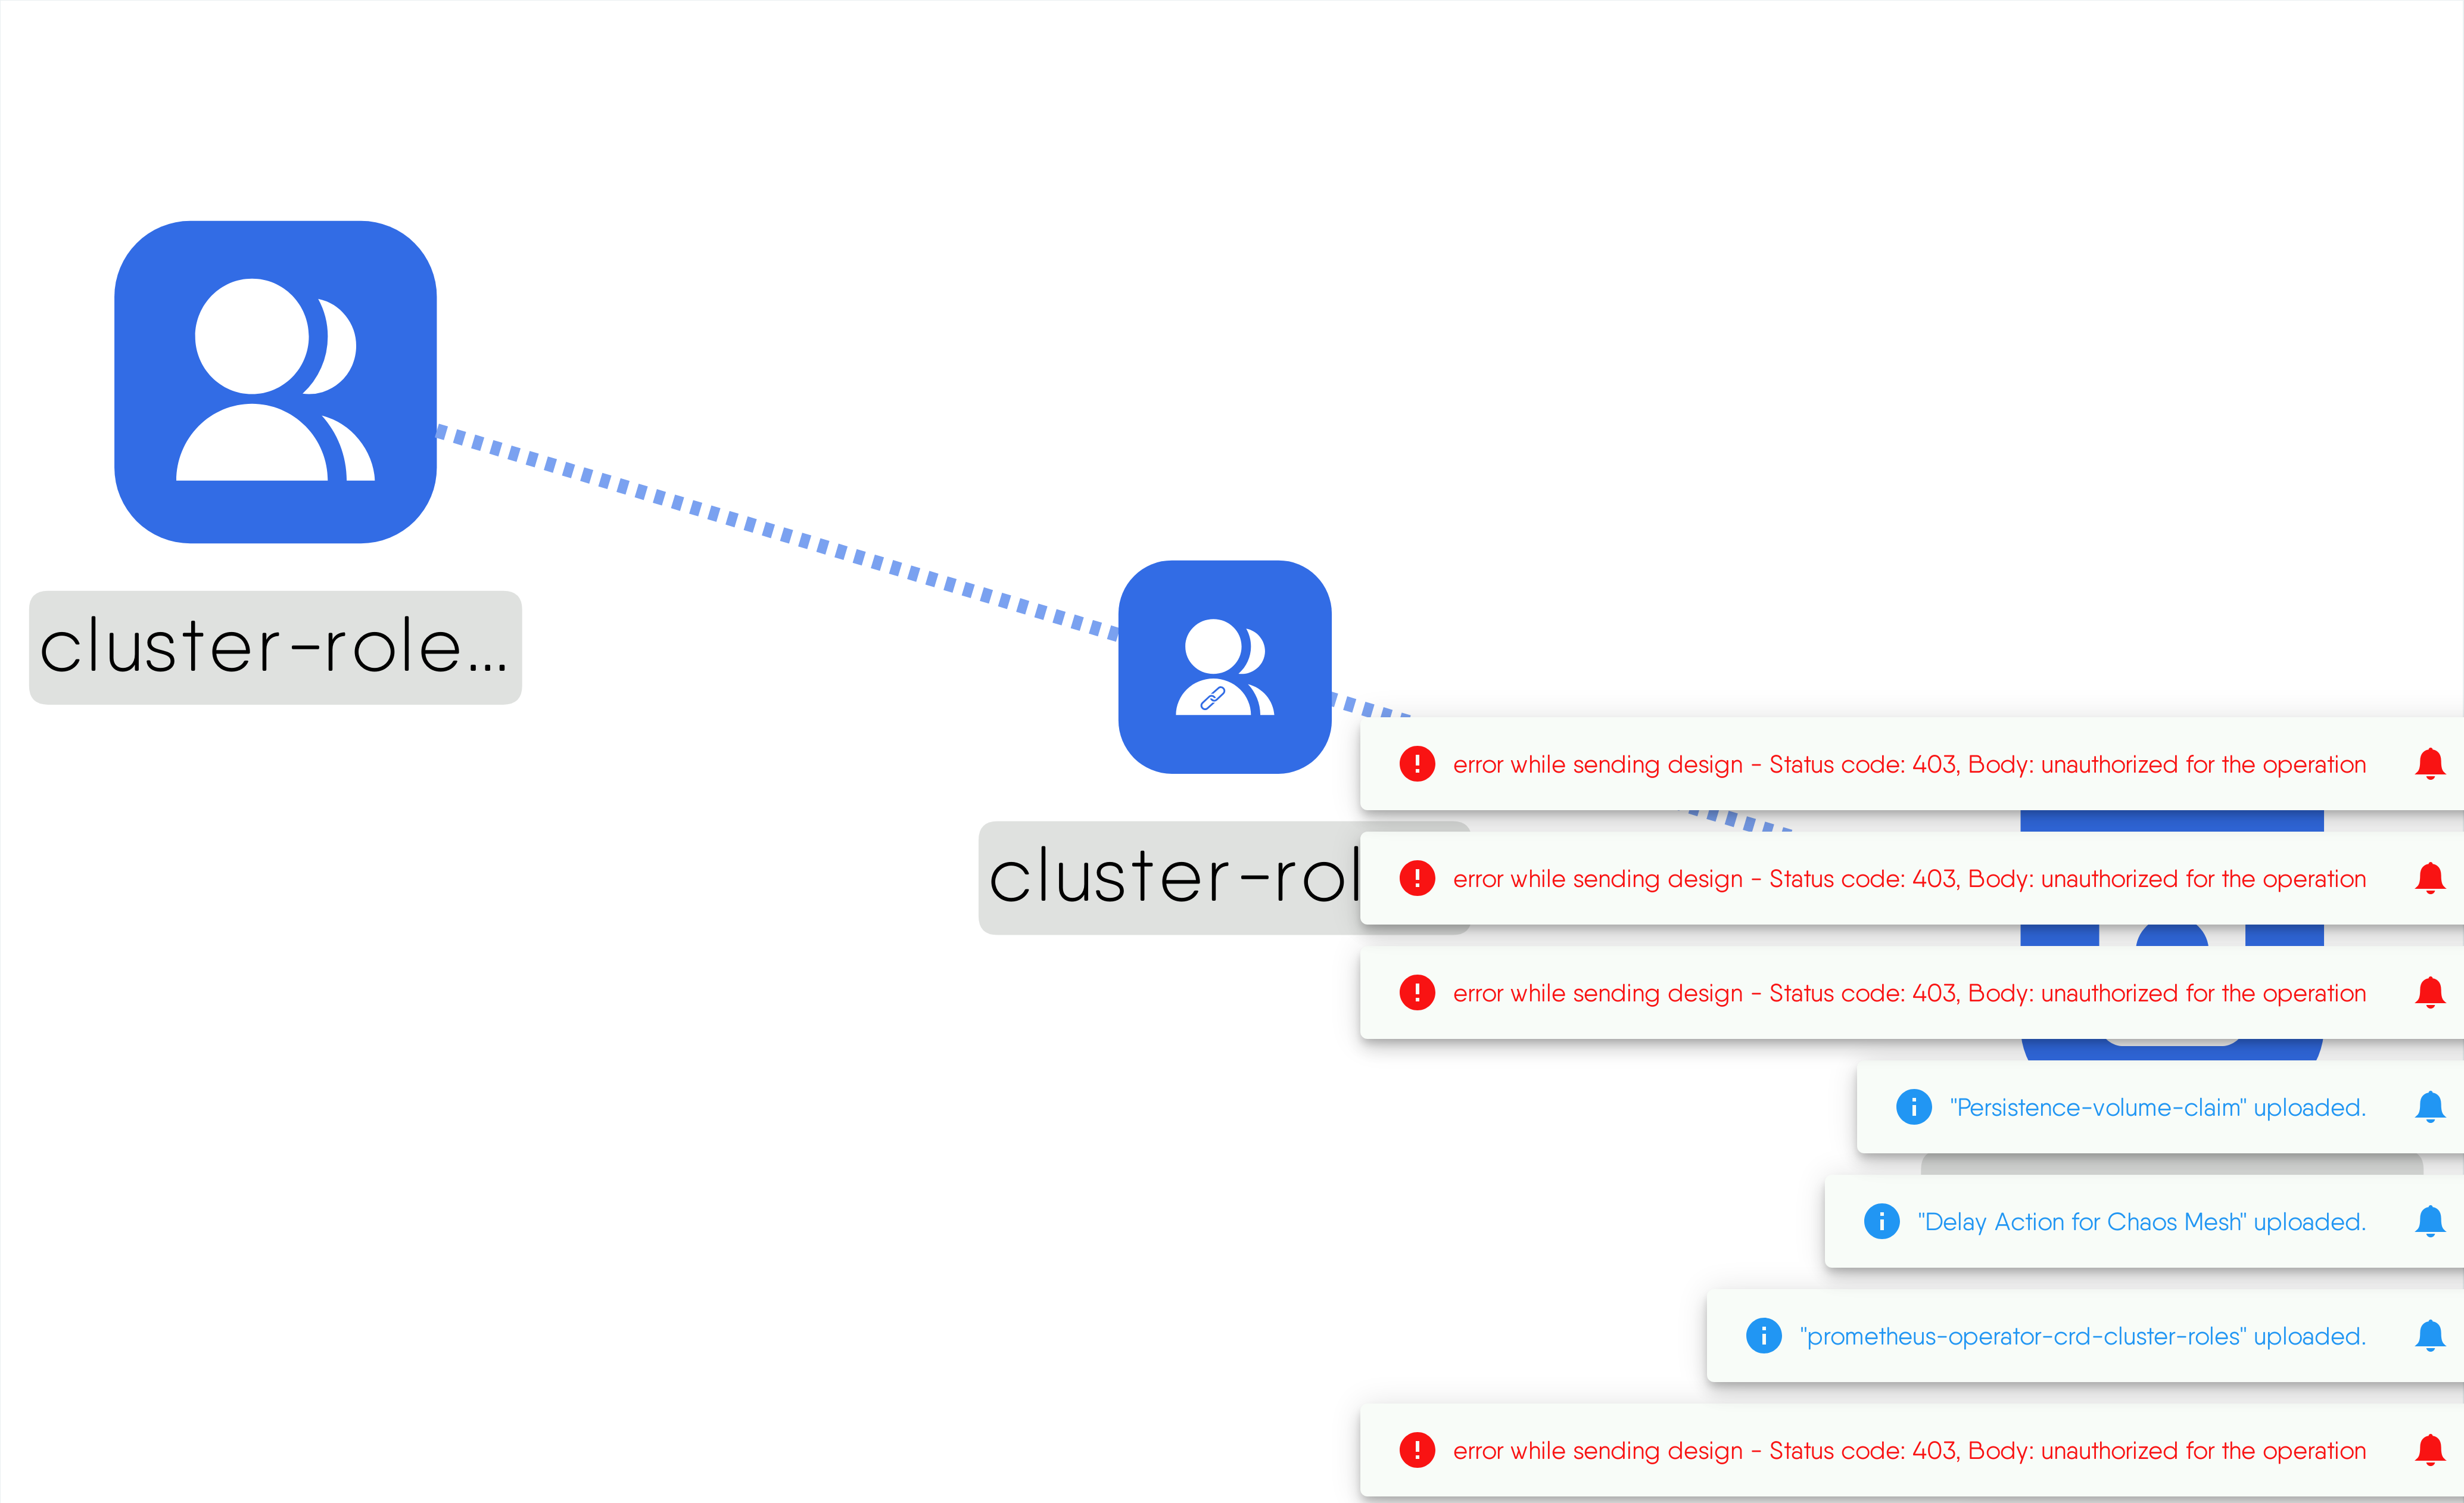 cluster-role...
cluster-rol
error while sending design - Status code: 403, Body: unauthorized for the operation
error while sending design - Status code: 403, Body: unauthorized for the operation
error while sending design - Status code: 403, Body: unauthorized for the operation
"Persistence-volume-claim" uploaded.
"Delay Action for Chaos Mesh" uploaded.
"prometheus-operator-crd-cluster-roles" uploaded.
error while sending design - Status code: 403, Body: unauthorized for the operation